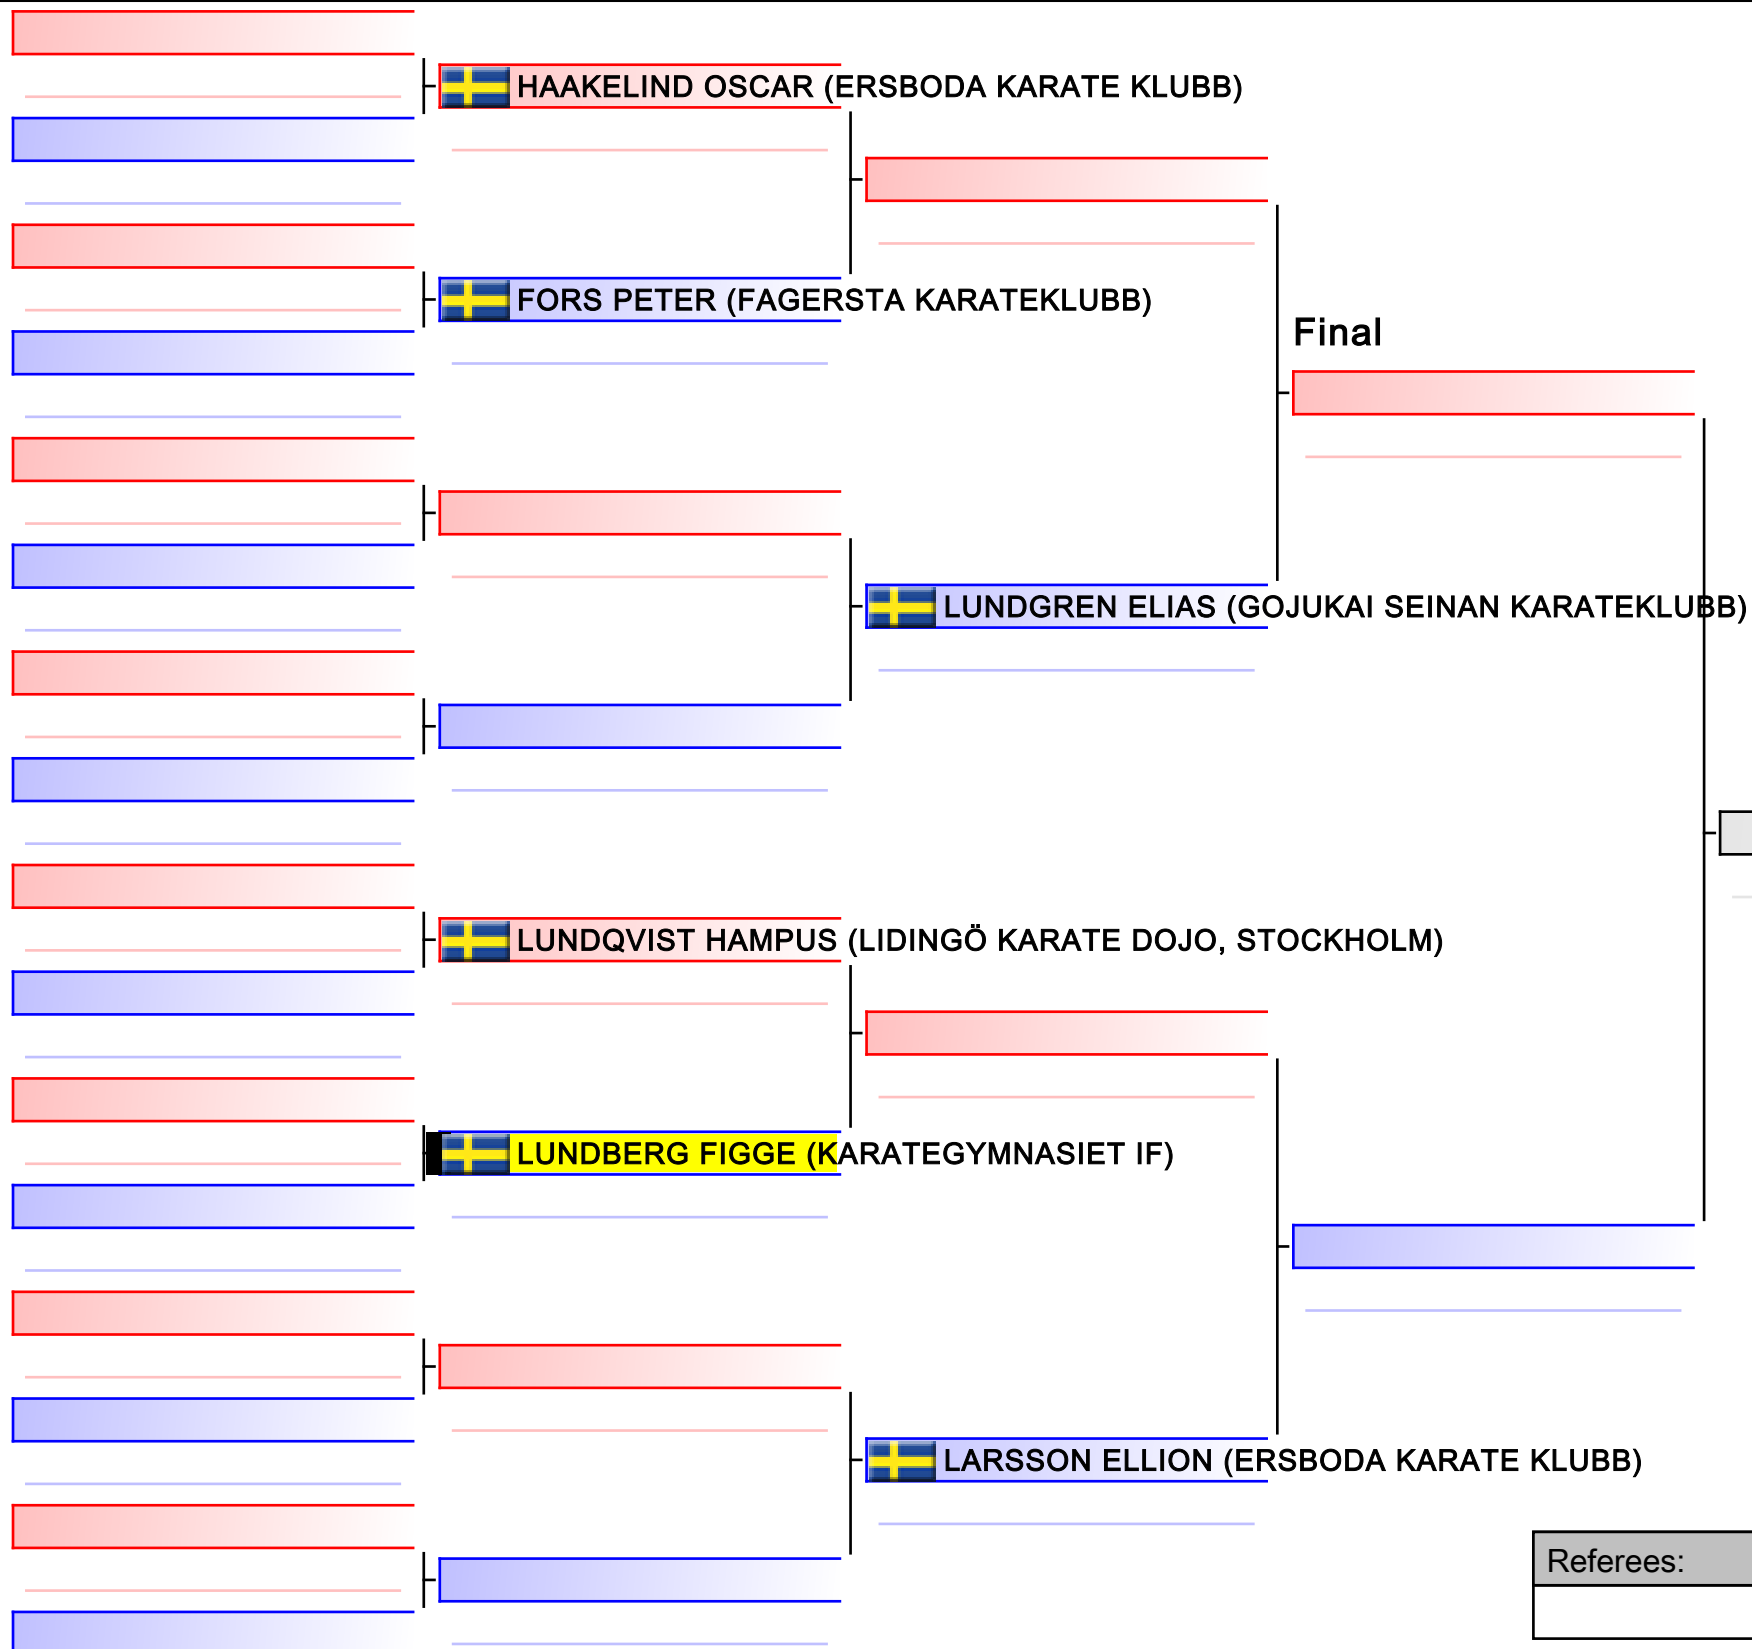 HAAKELIND OSCAR (ERSBODA KARATE KLUBB)
FORS PETER (FAGERSTA KARATEKLUBB)
Final
LUNDGREN ELIAS (GOJUKAI SEINAN KARATEKLUBB)
LUNDQVIST HAMPUS (LIDINGÖ KARATE DOJO, STOCKHOLM)
LUNDBERG FIGGE (KARATEGYMNASIET IF)
LARSSON ELLION (ERSBODA KARATE KLUBB)
Referees: